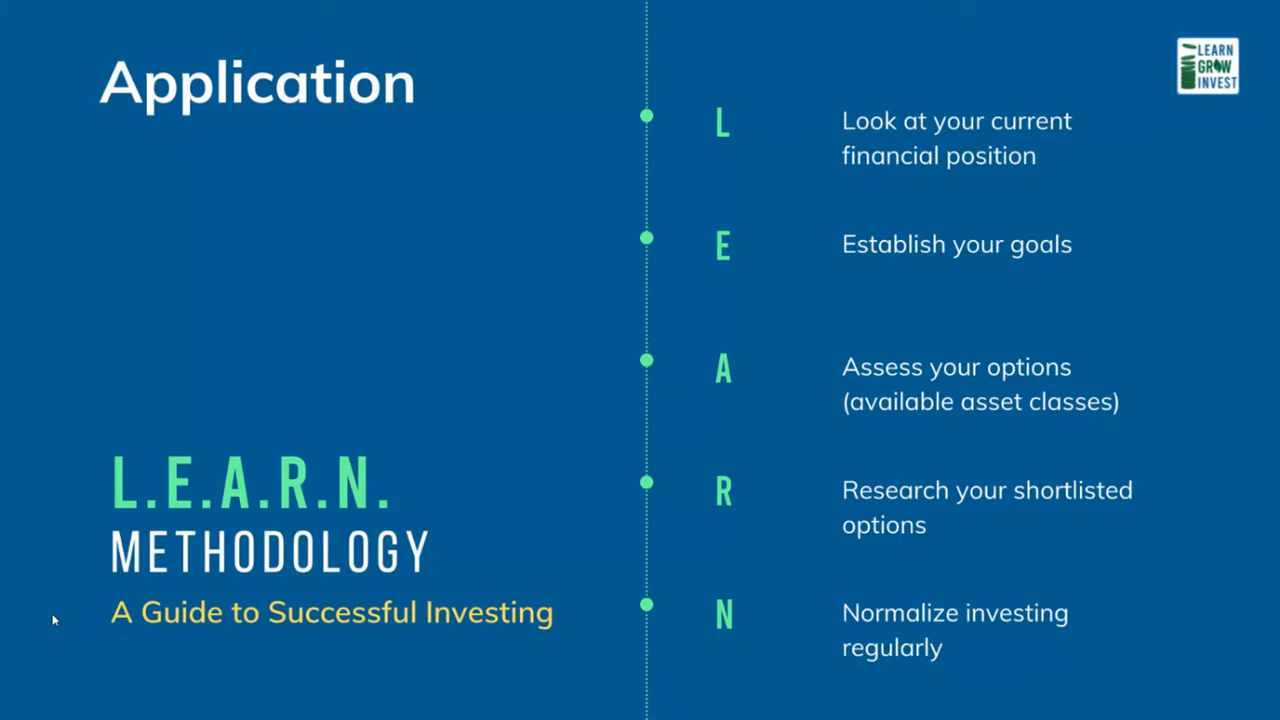 Application
L.E.A.R.N.
METHODOLOGY
A Guide to Successful Investing
LEARN
GROW
INVEST
L
Look at your current
financial position
E
Establish your goals
A
Assess your options
(available asset classes)
R
Research your shortlisted
options
N
Normalize investing
regularly